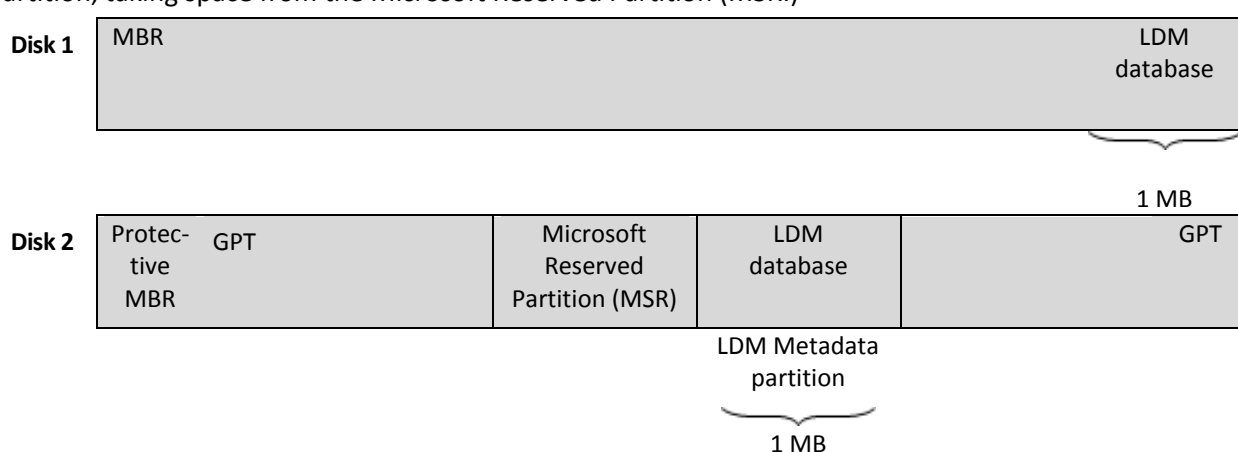 partition, taking space from the Microsoft Reserved Partition (MSR.)
Disk 1
MBR
LDM
database
1 MB
Disk 2
Protec-
tive
MBR
GPT
Microsoft
Reserved
Partition (MSR)
LDM
database
GPT
LDM Metadata
partition
1 MB